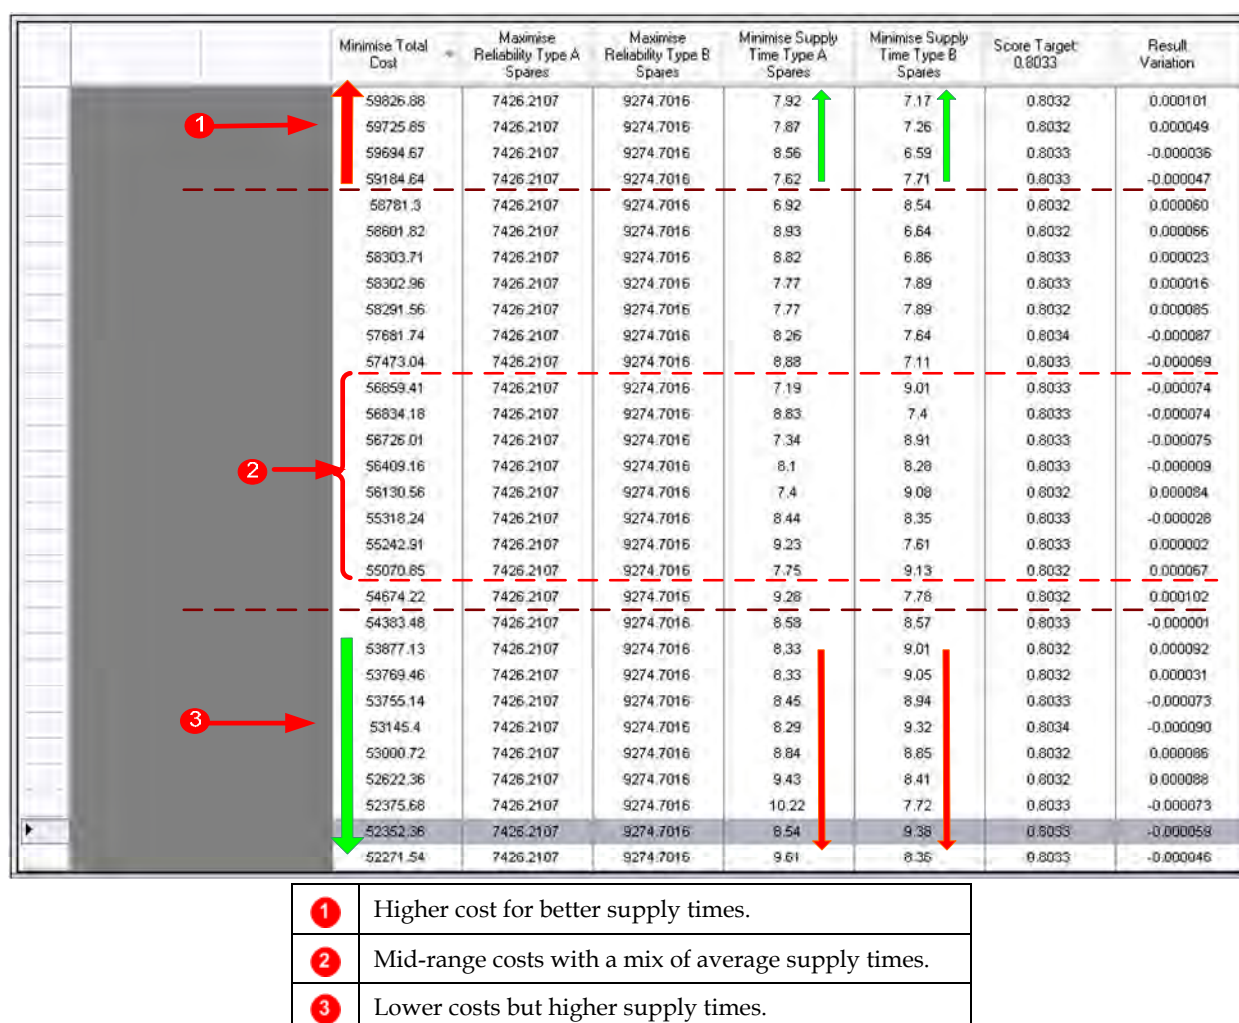 Minimise Total Cost Maximise Reliability Type A Spares Maximise Reliability Type B Spares Minimise Supply Time Type A Spares Minimise Supply Time Type B Spares Score Target: 0.8033 Result Variation
59826.88 7426.2107 9274.7016 7.92 7.17 0.8032 0.000101
1 59725.85 7426.2107 9274.7016 7.87 7.26 0.8032 0.000049
59694.67 7426.2107 9274.7016 8.56 6.59 0.8033 -0.000036
59184.64 7426.2107 9274.7016 7.62 7.71 0.8033 -0.000047
58781.3 7426.2107 9274.7016 6.92 8.54 0.8032 0.000060
58601.82 7426.2107 9274.7016 8.93 6.64 0.8032 0.000066
58303.71 7426.2107 9274.7016 8.82 6.86 0.8033 0.000023
58302.96 7426.2107 9274.7016 7.77 7.89 0.8033 0.000016
58291.56 7426.2107 9274.7016 7.77 7.89 0.8032 0.000085
57681.74 7426.2107 9274.7016 8.26 7.64 0.8034 -0.000087
57473.04 7426.2107 9274.7016 8.88 7.11 0.8033 -0.000069
56859.41 7426.2107 9274.7016 7.19 9.01 0.8033 -0.000074
56834.18 7426.2107 9274.7016 8.83 7.4 0.8033 -0.000074
56726.01 7426.2107 9274.7016 7.34 8.91 0.8033 -0.000075
2 56409.16 7426.2107 9274.7016 8.1 8.28 0.8033 -0.000009
56130.56 7426.2107 9274.7016 7.4 9.08 0.8032 0.000084
55318.24 7426.2107 9274.7016 8.44 8.35 0.8033 -0.000028
55242.91 7426.2107 9274.7016 9.23 7.61 0.8033 0.000002
55070.85 7426.2107 9274.7016 7.75 9.13 0.8032 0.000067
54674.22 7426.2107 9274.7016 9.28 7.78 0.8032 0.000102
54383.48 7426.2107 9274.7016 8.58 8.57 0.8033 -0.000001
53877.13 7426.2107 9274.7016 8.33 9.01 0.8032 0.000092
53769.46 7426.2107 9274.7016 8.33 9.05 0.8032 0.000031
53755.14 7426.2107 9274.7016 8.45 8.94 0.8033 -0.000073
3 53145.4 7426.2107 9274.7016 8.29 9.32 0.8034 -0.000090
53000.72 7426.2107 9274.7016 8.84 8.85 0.8032 0.000086
52622.36 7426.2107 9274.7016 9.43 8.41 0.8032 0.000088
52375.68 7426.2107 9274.7016 10.22 7.72 0.8033 -0.000073
52352.36 7426.2107 9274.7016 8.54 9.38 0.8033 -0.000059
52271.54 7426.2107 9274.7016 9.61 8.35 0.8033 -0.000046
1 Higher cost for better supply times.
2 Mid-range costs with a mix of average supply times.
3 Lower costs but higher supply times.